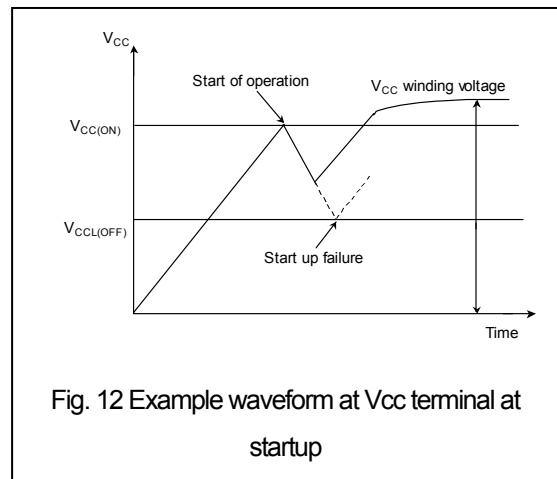 VCC
Start of operation
VCC winding voltage
VCC(ON)
VCCL(OFF)
Start up failure
Time
Fig. 12 Example waveform at Vcc terminal at
startup